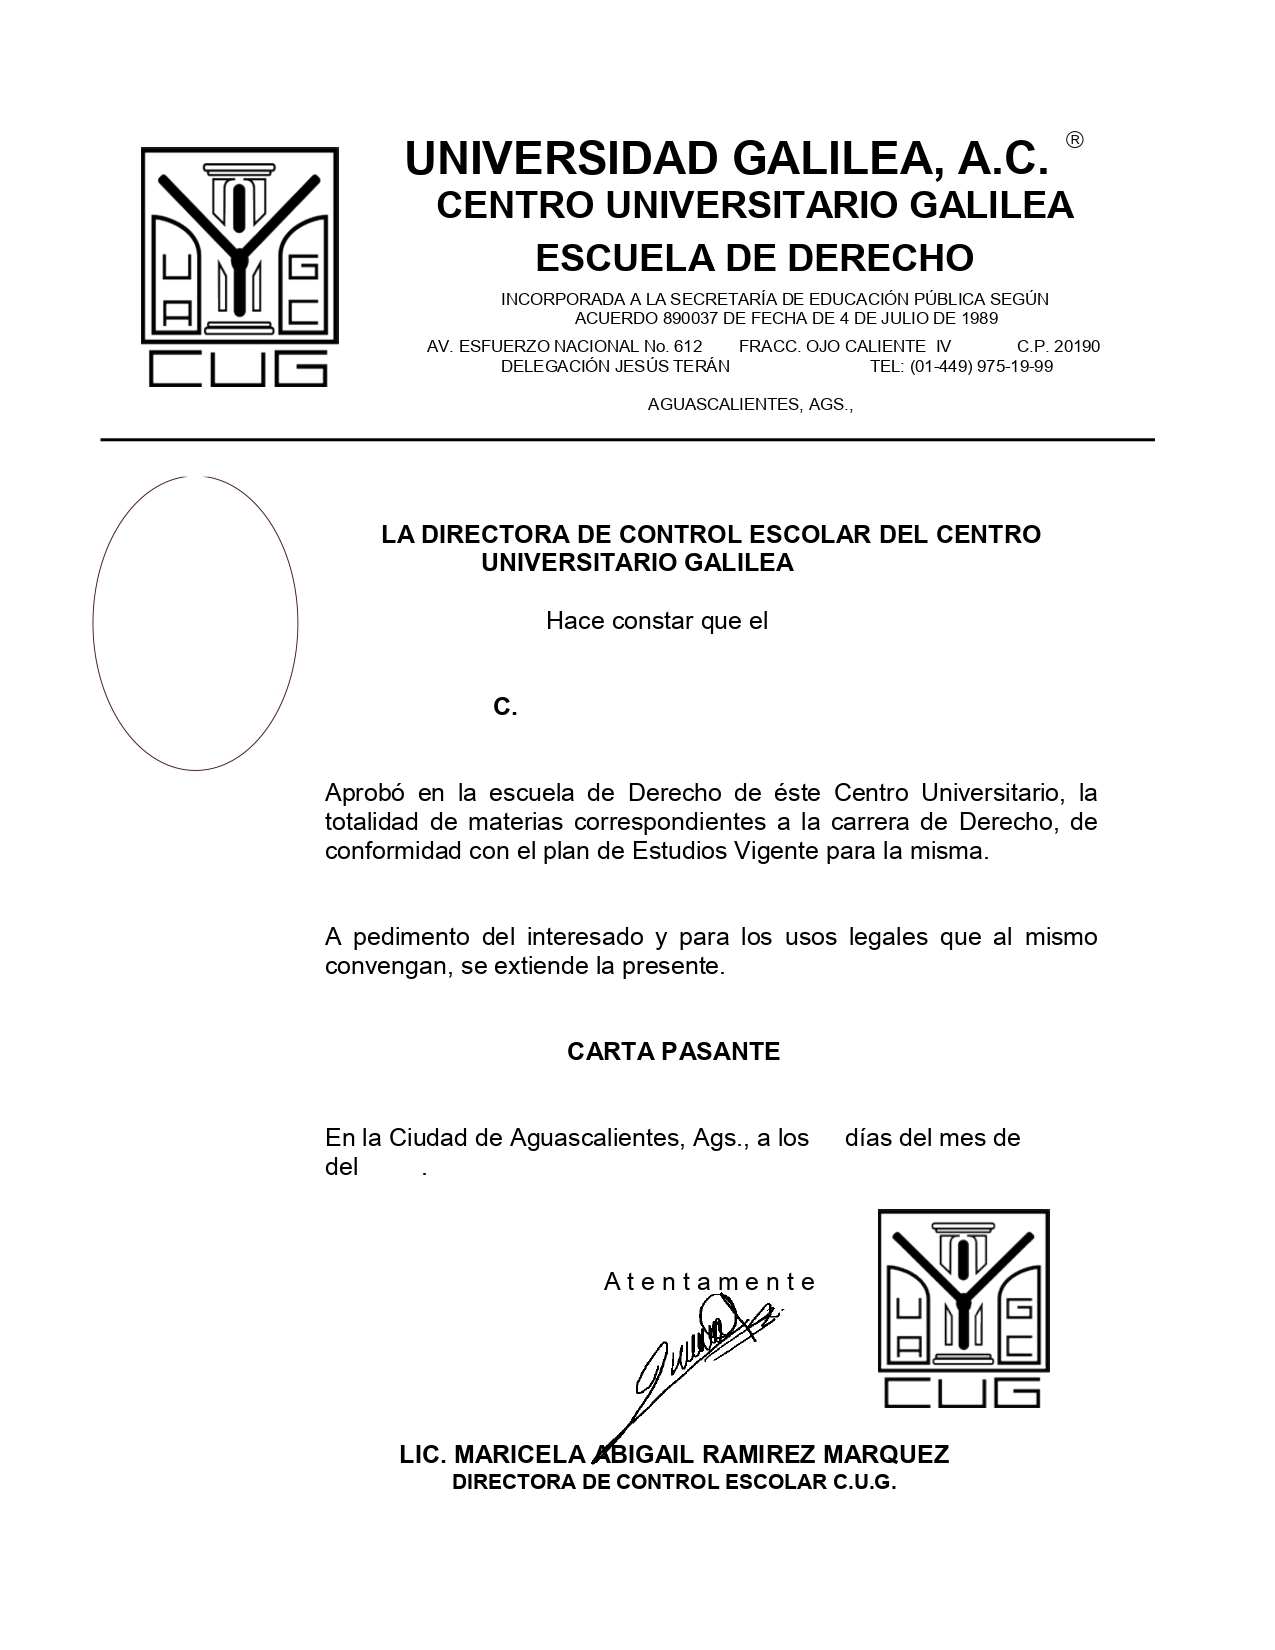 UNIVERSIDAD GALILEA, A.C. ®
CENTRO UNIVERSITARIO GALILEA
ESCUELA DE DERECHO
INCORPORADA A LA SECRETARÍA DE EDUCACIÓN PÚBLICA SEGÚN
ACUERDO 890037 DE FECHA DE 4 DE JULIO DE 1989
AV. ESFUERZO NACIONAL No. 612 FRACC. OJO CALIENTE IV C.P. 20190
DELEGACIÓN JESÚS TERÁN TEL: (01-449) 975-19-99
AGUASCALIENTES, AGS.,
UA GC
CUG
LA DIRECTORA DE CONTROL ESCOLAR DEL CENTRO
UNIVERSITARIO GALILEA
Hace constar que el
C.
Aprobó en la escuela de Derecho de éste Centro Universitario, la
totalidad de materias correspondientes a la carrera de Derecho, de
conformidad con el plan de Estudios Vigente para la misma.
A pedimento del interesado y para los usos legales que al mismo
convengan, se extiende la presente.
CARTA PASANTE
En la Ciudad de Aguascalientes, Ags., a los días del mes de
del .
A t e n t a m e n t e
UA GC
CUG
LIC. MARICELA ABIGAIL RAMIREZ MARQUEZ
DIRECTORA DE CONTROL ESCOLAR C.U.G.